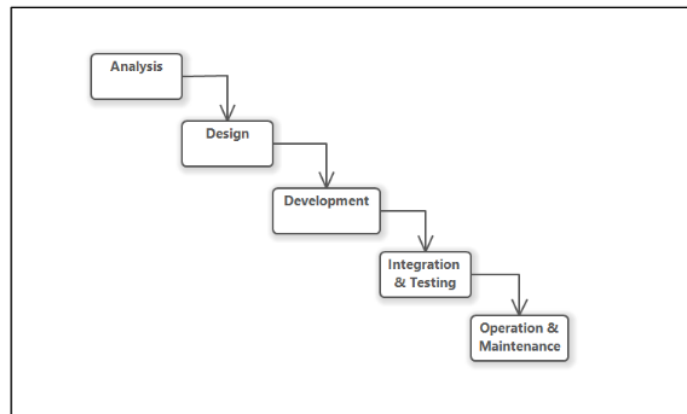 Analysis
Design
Development
Integration
& Testing
Operation &
Maintenance